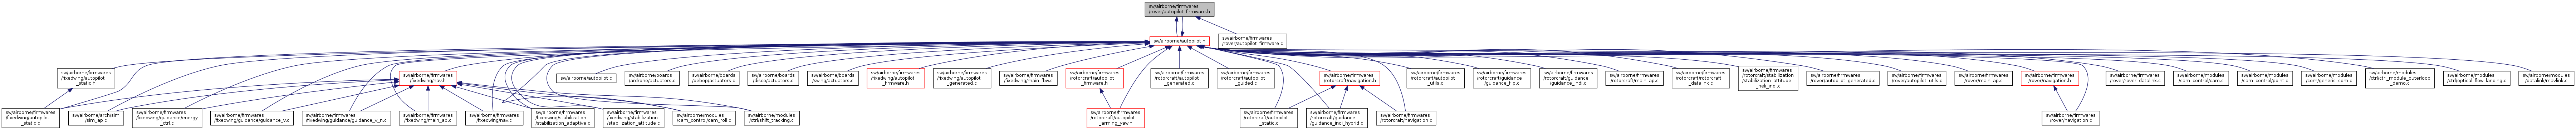 sw/airborne/firmwares
/rover/autopilot_firmware.h
sw/airborne/autopilot.h
sw/airborne/firmwares
/rover/autopilot_firmware.c
sw/airborne/firmwares
/fixedwing/autopilot
_static.h
sw/airborne/firmwares
/fixedwing/nav.h
sw/airborne/autopilot.c
sw/airborne/boards
/ardrone/actuators.c
sw/airborne/boards
/bebop/actuators.c
sw/airborne/boards
/disco/actuators.c
sw/airborne/boards
/swing/actuators.c
sw/airborne/firmwares
/fixedwing/autopilot
_firmware.h
sw/airborne/firmwares
/fixedwing/autopilot
_generated.c
sw/airborne/firmwares
/fixedwing/main_fbw.c
sw/airborne/firmwares
/rotorcraft/autopilot
_firmware.h
sw/airborne/firmwares
/rotorcraft/autopilot
_generated.c
sw/airborne/firmwares
/rotorcraft/autopilot
_guided.c
sw/airborne/firmwares
/rotorcraft/navigation.h
sw/airborne/firmwares
/rotorcraft/autopilot
_utils.c
sw/airborne/firmwares
/rotorcraft/guidance
/guidance_flip.c
sw/airborne/firmwares
/rotorcraft/guidance
/guidance_indi.c
sw/airborne/firmwares
/rotorcraft/main_ap.c
sw/airborne/firmwares
/rotorcraft/rotorcraft
_datalink.c
sw/airborne/firmwares
/rotorcraft/stabilization
/stabilization_attitude
_heli_indi.c
sw/airborne/firmwares
/rover/autopilot_generated.c
sw/airborne/firmwares
/rover/autopilot_utils.c
sw/airborne/firmwares
/rover/main_ap.c
sw/airborne/firmwares
/rover/navigation.h
sw/airborne/firmwares
/rover/rover_datalink.c
sw/airborne/modules
/cam_control/cam.c
sw/airborne/modules
/cam_control/point.c
sw/airborne/modules
/com/generic_com.c
sw/airborne/modules
/ctrl/ctrl_module_outerloop
_demo.c
sw/airborne/modules
/ctrl/optical_flow_landing.c
sw/airborne/modules
/datalink/mavlink.c
sw/airborne/firmwares
/fixedwing/autopilot
_static.c
sw/airborne/arch/sim
/sim_ap.c
sw/airborne/firmwares
/fixedwing/guidance/energy
_ctrl.c
sw/airborne/firmwares
/fixedwing/guidance/guidance_v.c
sw/airborne/firmwares
/fixedwing/guidance/guidance_v_n.c
sw/airborne/firmwares
/fixedwing/main_ap.c
sw/airborne/firmwares
/fixedwing/nav.c
sw/airborne/firmwares
/fixedwing/stabilization
/stabilization_adaptive.c
sw/airborne/firmwares
/fixedwing/stabilization
/stabilization_attitude.c
sw/airborne/modules
/cam_control/cam_roll.c
sw/airborne/modules
/ctrl/shift_tracking.c
sw/airborne/firmwares
/rotorcraft/autopilot
_arming_yaw.h
sw/airborne/firmwares
/rotorcraft/autopilot
_static.c
sw/airborne/firmwares
/rotorcraft/guidance
/guidance_indi_hybrid.c
sw/airborne/firmwares
/rotorcraft/navigation.c
sw/airborne/firmwares
/rover/navigation.c